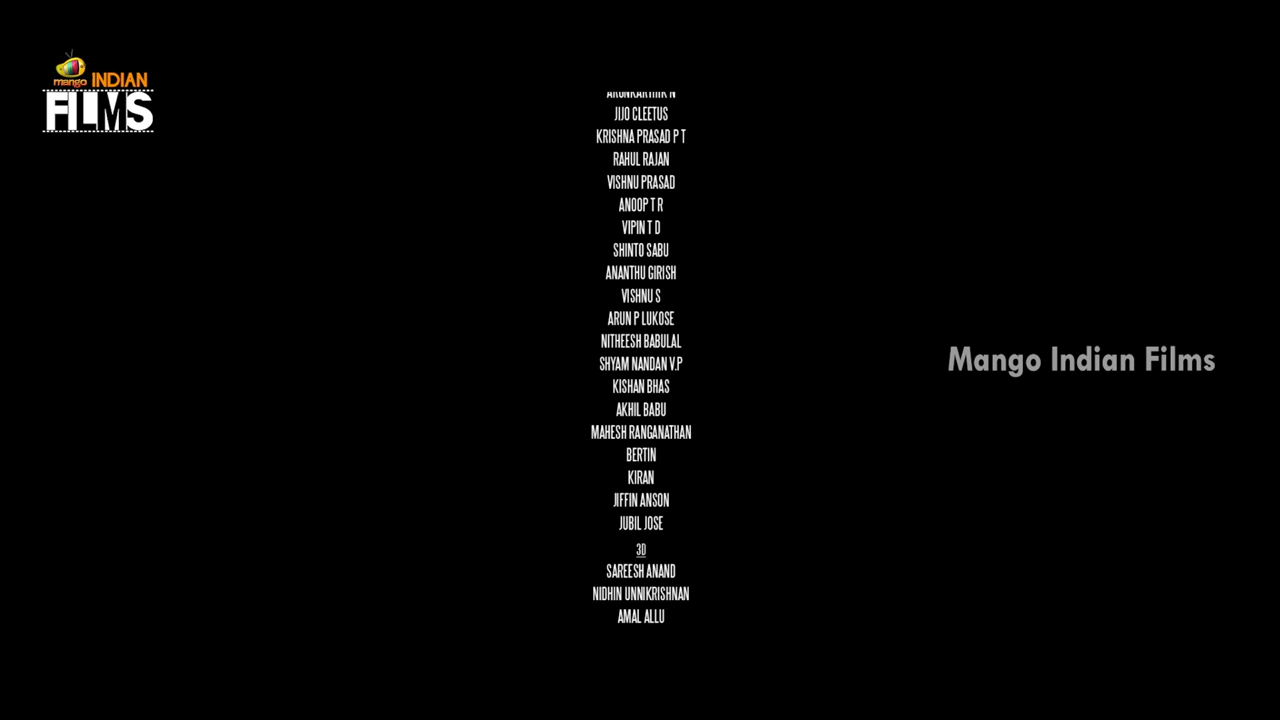 mango INDIAN
FILMS
JIJO CLEETUS
KRISHNA PRASAD P T
RAHUL RAJAN
VISHNU PRASAD
ANOOP T R
VIPIN T D
SHINTO SABU
ANANTHU GIRISH
VISHNU S
ARUN P LUKOSE
NITHEESH BABULAL
SHYAM NANDAN V.P
KISHAN BHAS
AKHIL BABU
MAHESH RANGANATHAN
BERTIN
KIRAN
JIFFIN ANSON
JUBIL JOSE
3D
SAREESH ANAND
NIDHIN UNNIKRISHNAN
AMAL ALLU
Mango Indian Films